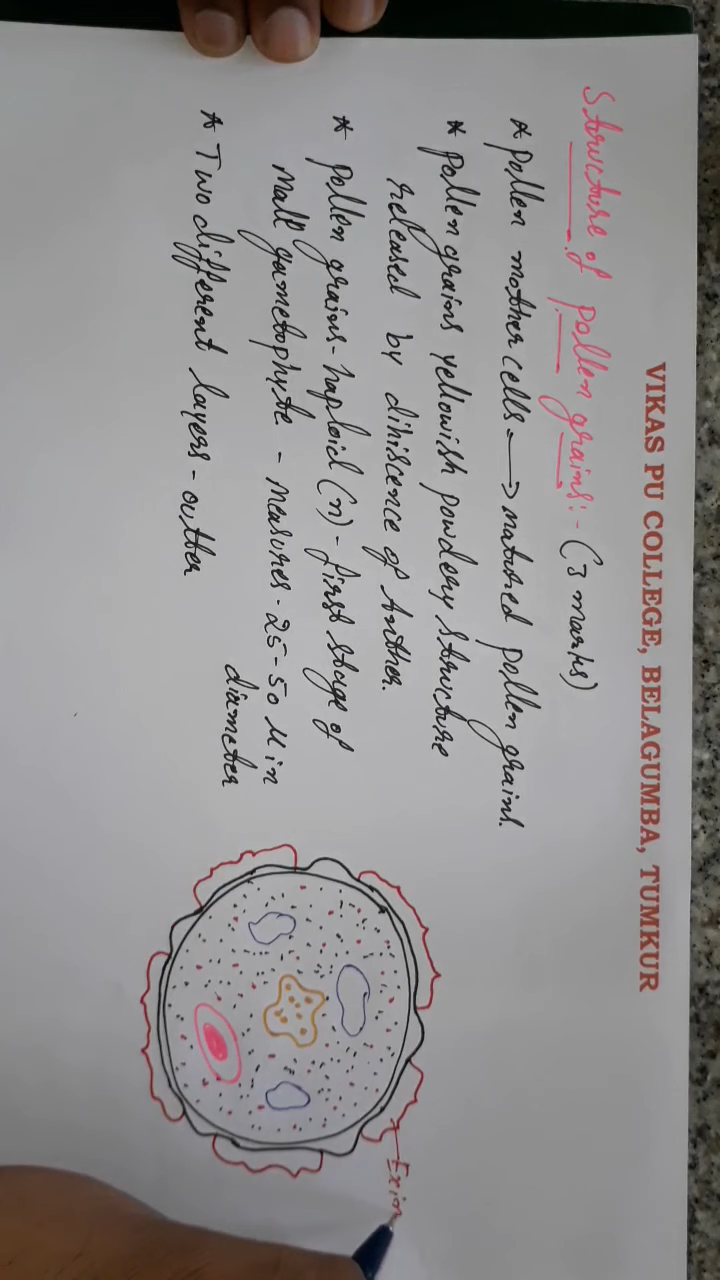 VIKAS PU COLLEGE, BELAGUMBA, TUMKUR
Structure of pollen grains:- (3 marks)
* Pollen mother cells → matured pollen grains.
* Pollen grains yellowish powdery structure
released by dihiscence of Anther.
* Pollen grains - haploid (n) - first stage of
male gametophyte - measures - 25-50 μ in
diameter
* Two different layers - outher
Exin